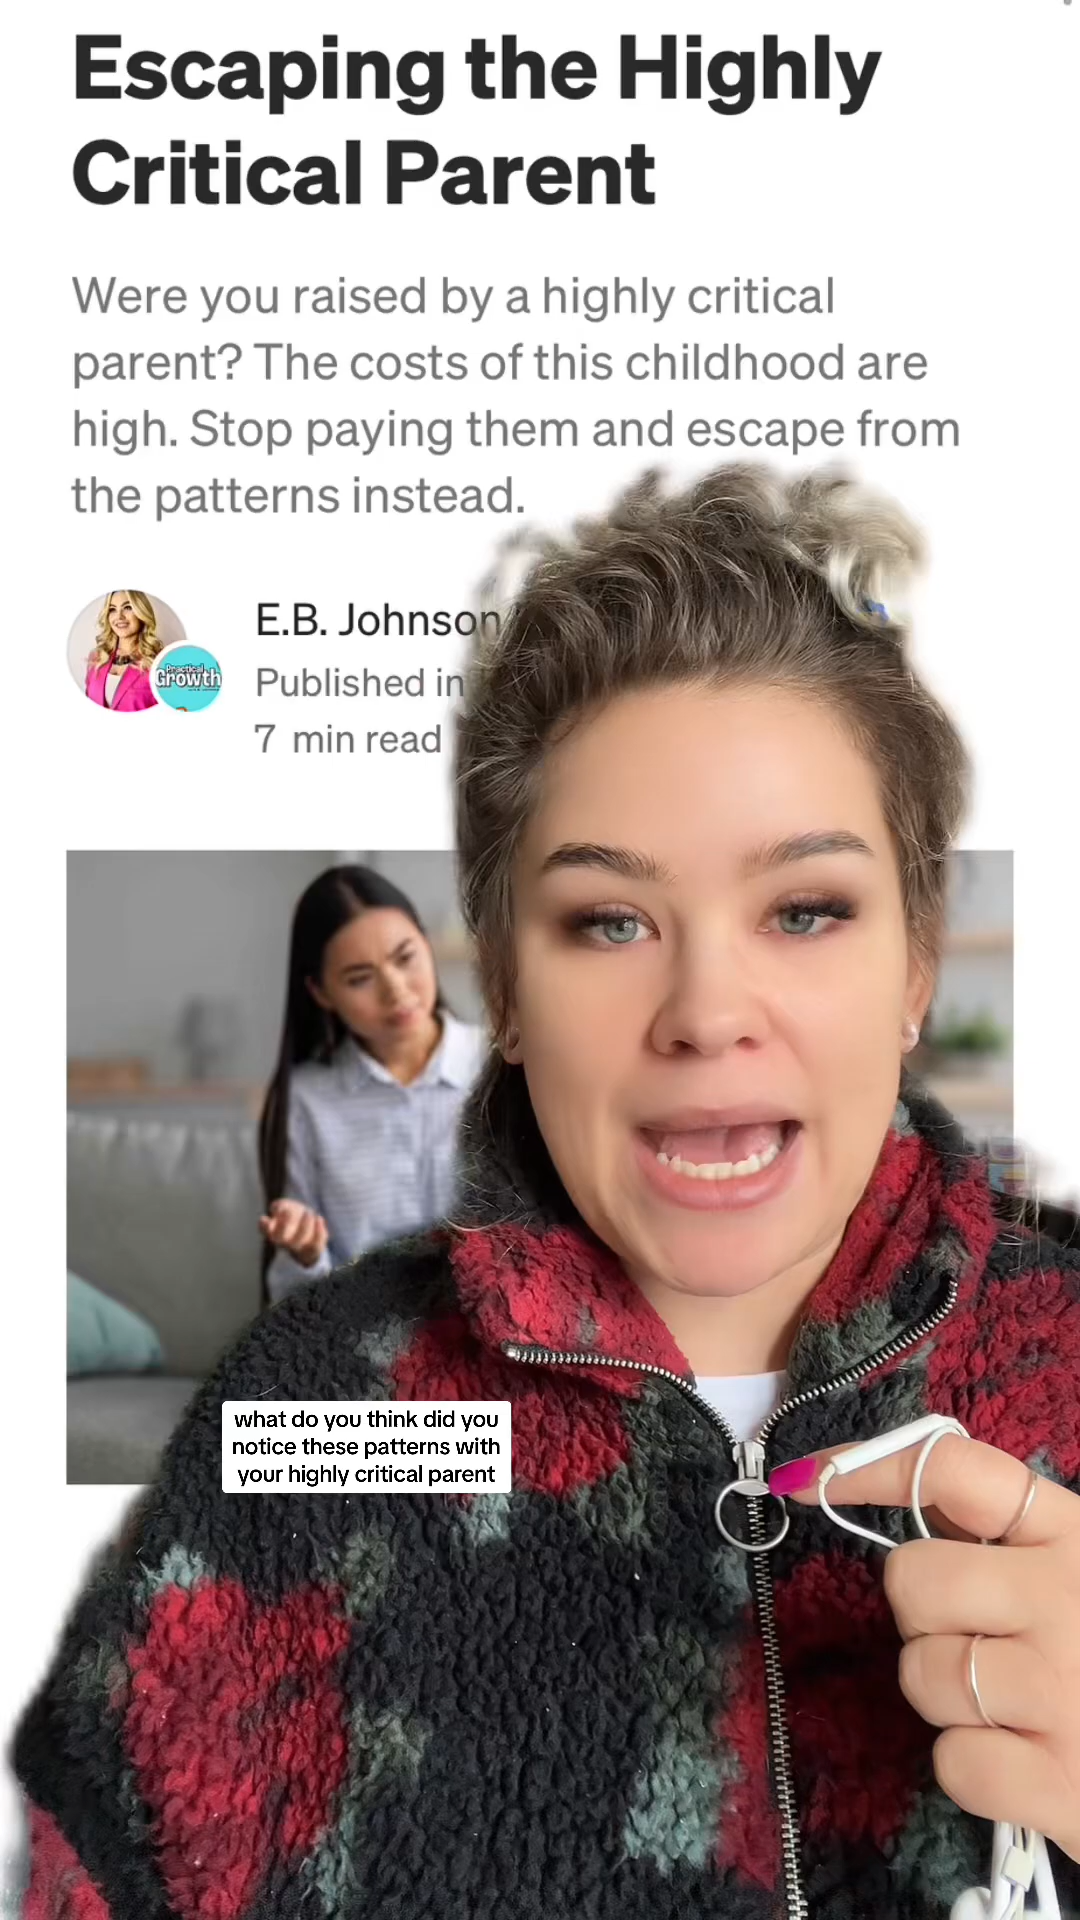 Escaping the Highly
Critical Parent
Were you raised by a highly critical
parent? The costs of this childhood are
high. Stop paying them and escape from
the patterns instead.
E.B. Johnson
Practical
Growth
Published in
7 min read
what do you think did you
notice these patterns with
your highly critical parent